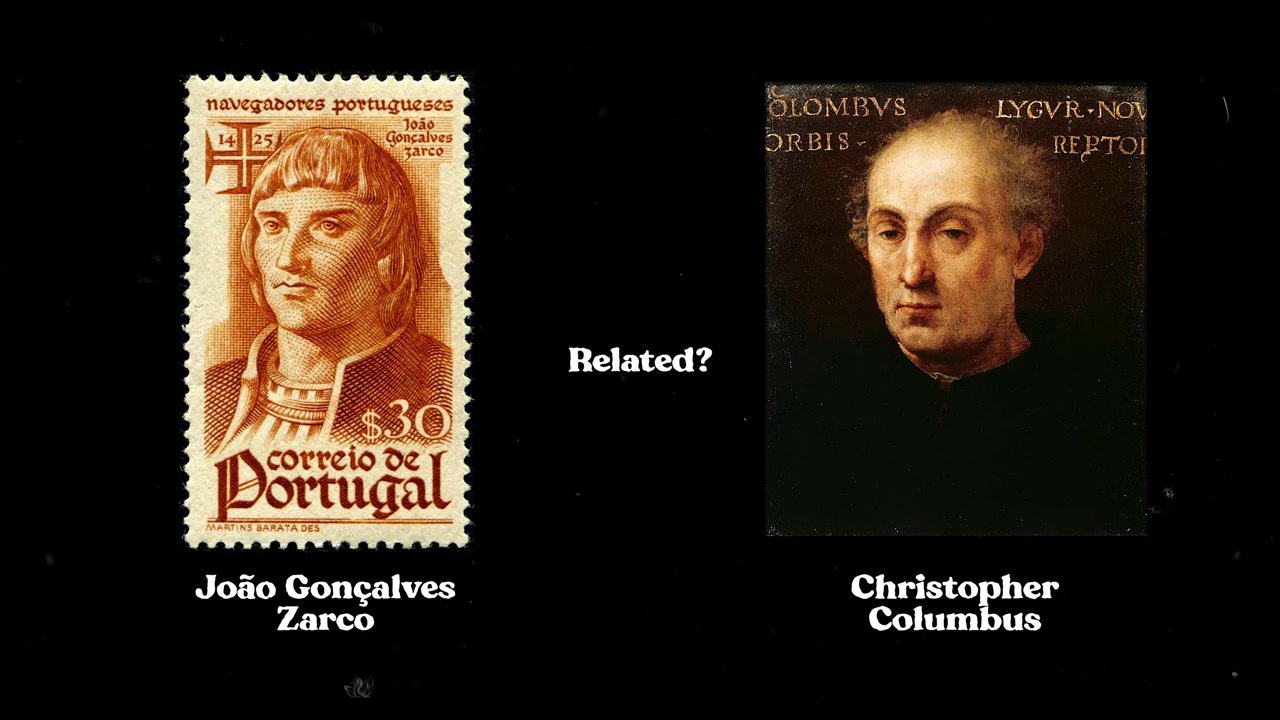 navegadores portugueses
14 25
João
Gonçalves
zarco
$30
correio de
Portugal
MARTINS BARATA DES
João Gonçalves
Zarco
Related?
OLOMBVS LYGVR·NOV
ORBIS REPTOR
Christopher
Columbus